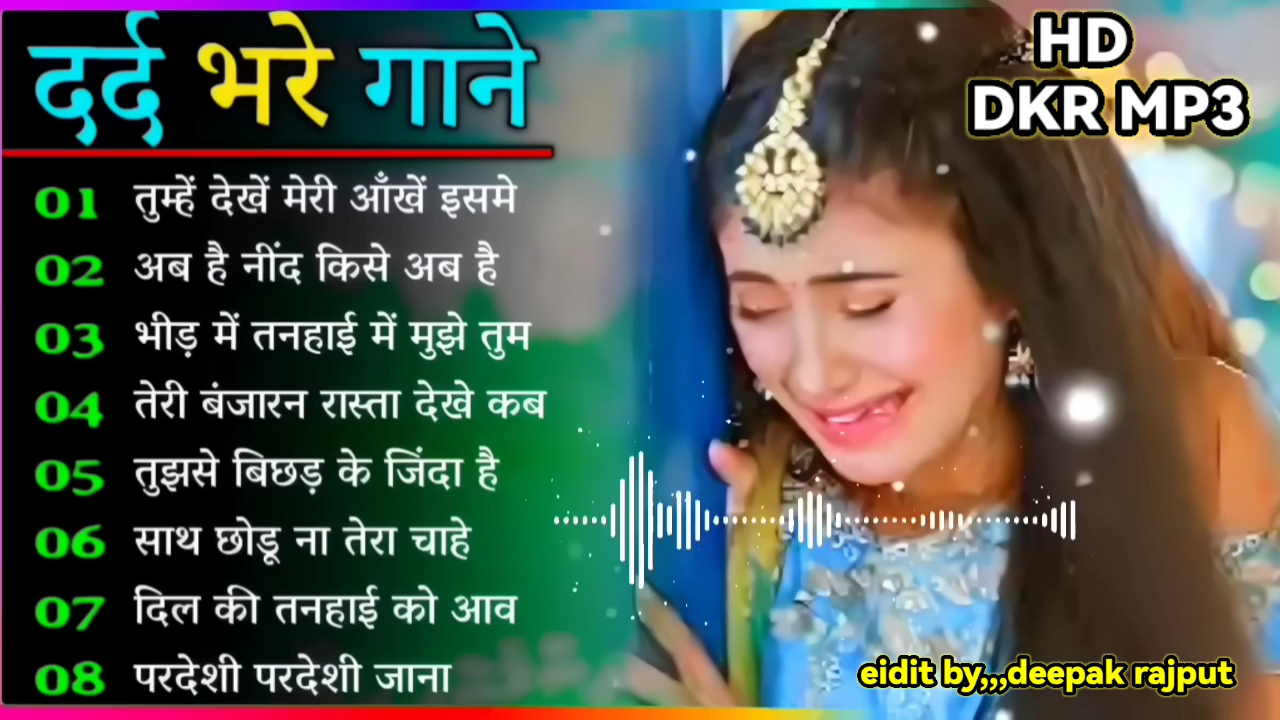 दर्द भरे गाने
HD
DKR MP3
01 तुम्हें देखें मेरी आँखें इसमे
02 अब है नींद किसे अब है
03 भीड़ में तनहाई में मुझे तुम
04 तेरी बंजारन रास्ता देखे कब
05 तुझसे बिछड़ के जिंदा है
06 साथ छोडू ना तेरा चाहे
07 दिल की तनहाई को आव
08 परदेशी परदेशी जाना
eidit by,,,deepak rajput